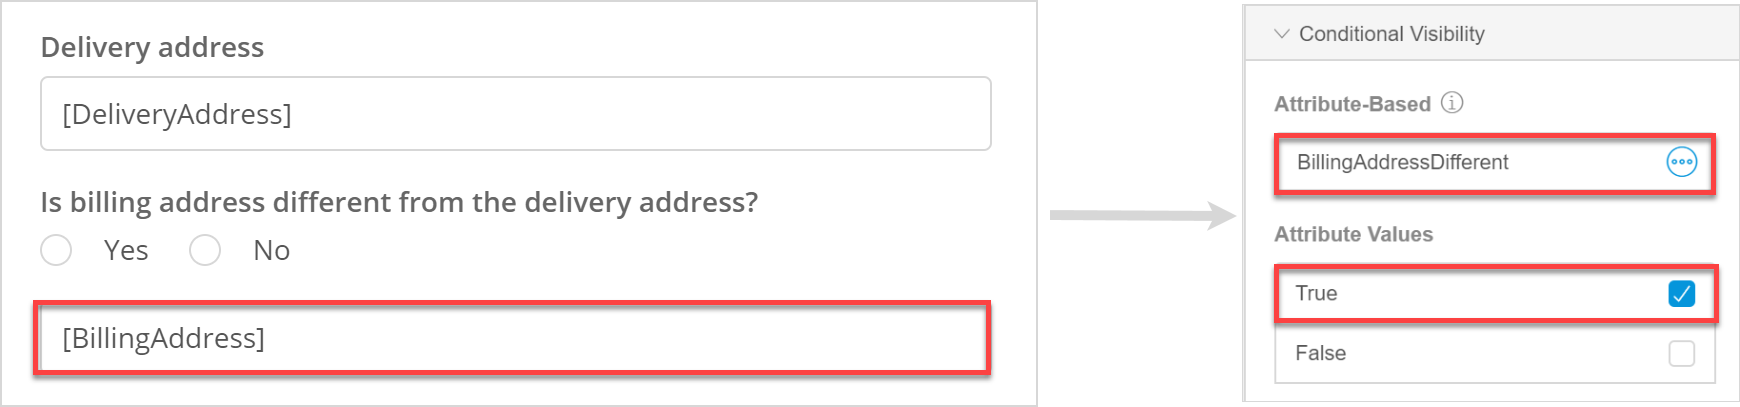 Delivery address
[DeliveryAddress]
Is billing address different from the delivery address?
Yes No
[BillingAddress]
Conditional Visibility
Attribute-Based
BillingAddressDifferent
Attribute Values
True
False